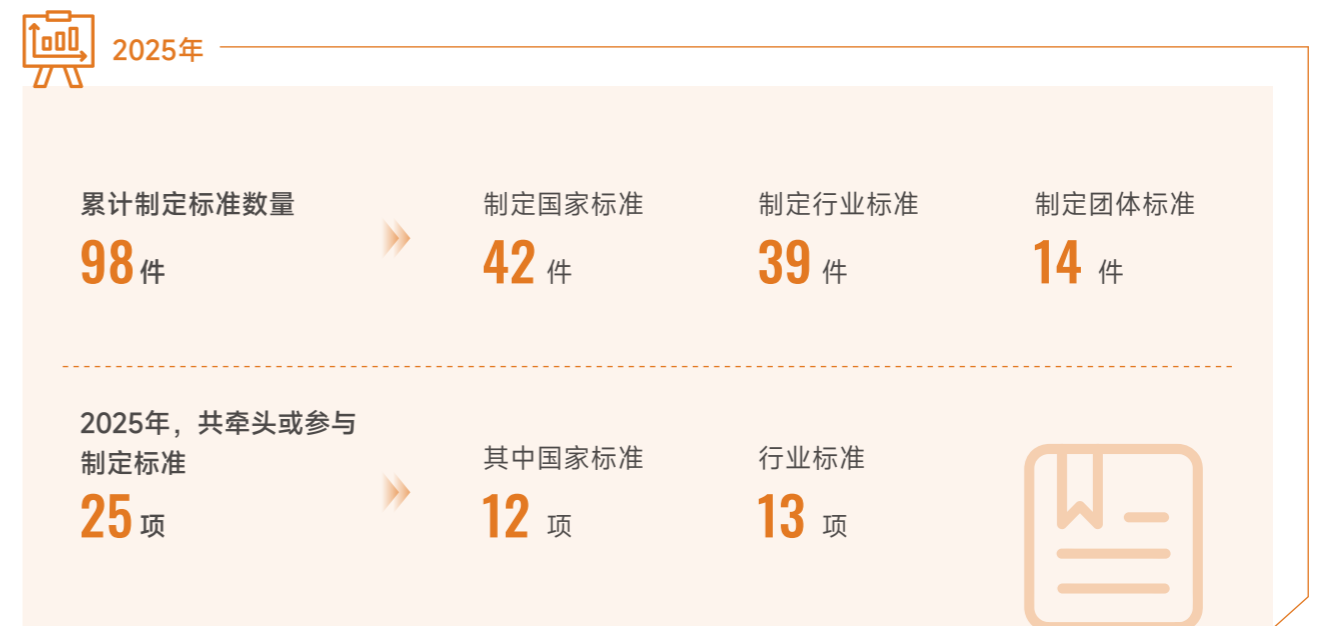 2025年
累计制定标准数量
98 件
制定国家标准
42 件
制定行业标准
39 件
制定团体标准
14 件
2025年，共牵头或参与
制定标准
25 项
其中国家标准
12 项
行业标准
13 项